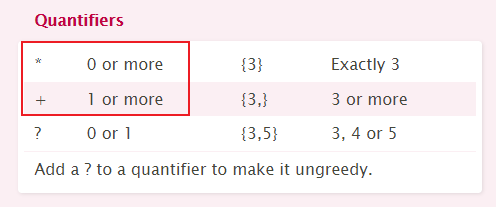 Quantifiers
* 0 or more {3} Exactly 3
+ 1 or more {3,} 3 or more
? 0 or 1 {3,5} 3, 4 or 5
Add a ? to a quantifier to make it ungreedy.